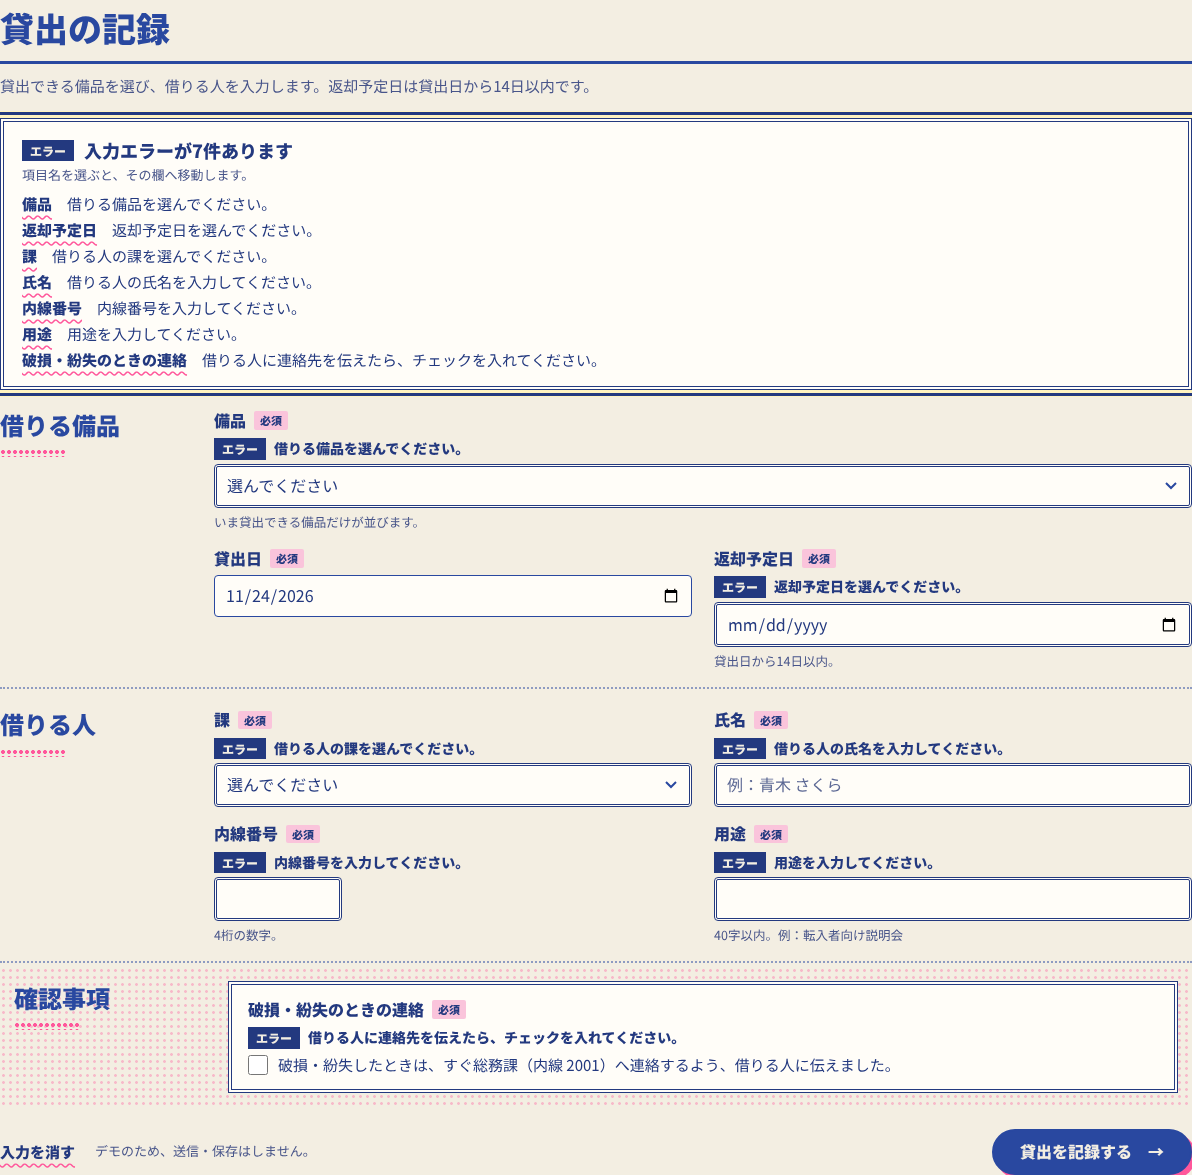 貸出の記録
貸出できる備品を選び、借りる人を入力します。返却予定日は貸出日から14日以内です。
エラー 入力エラーが7件あります
項目名を選ぶと、その欄へ移動します。
備品 借りる備品を選んでください。
返却予定日 返却予定日を選んでください。
課 借りる人の課を選んでください。
氏名 借りる人の氏名を入力してください。
内線番号 内線番号を入力してください。
用途 用途を入力してください。
破損・紛失のときの連絡 借りる人に連絡先を伝えたら、チェックを入れてください。
借りる備品
備品 必須
エラー 借りる備品を選んでください。
選んでください
いま貸出できる備品だけが並びます。
貸出日 必須
11/24/2026
返却予定日 必須
エラー 返却予定日を選んでください。
mm/dd/yyyy
貸出日から14日以内。
借りる人
課 必須
エラー 借りる人の課を選んでください。
選んでください
氏名 必須
エラー 借りる人の氏名を入力してください。
例：青木 さくら
内線番号 必須
エラー 内線番号を入力してください。
4桁の数字。
用途 必須
エラー 用途を入力してください。
40字以内。例：転入者向け説明会
確認事項
破損・紛失のときの連絡 必須
エラー 借りる人に連絡先を伝えたら、チェックを入れてください。
破損・紛失したときは、すぐ総務課（内線 2001）へ連絡するよう、借りる人に伝えました。
入力を消す デモのため、送信・保存はしません。
貸出を記録する →